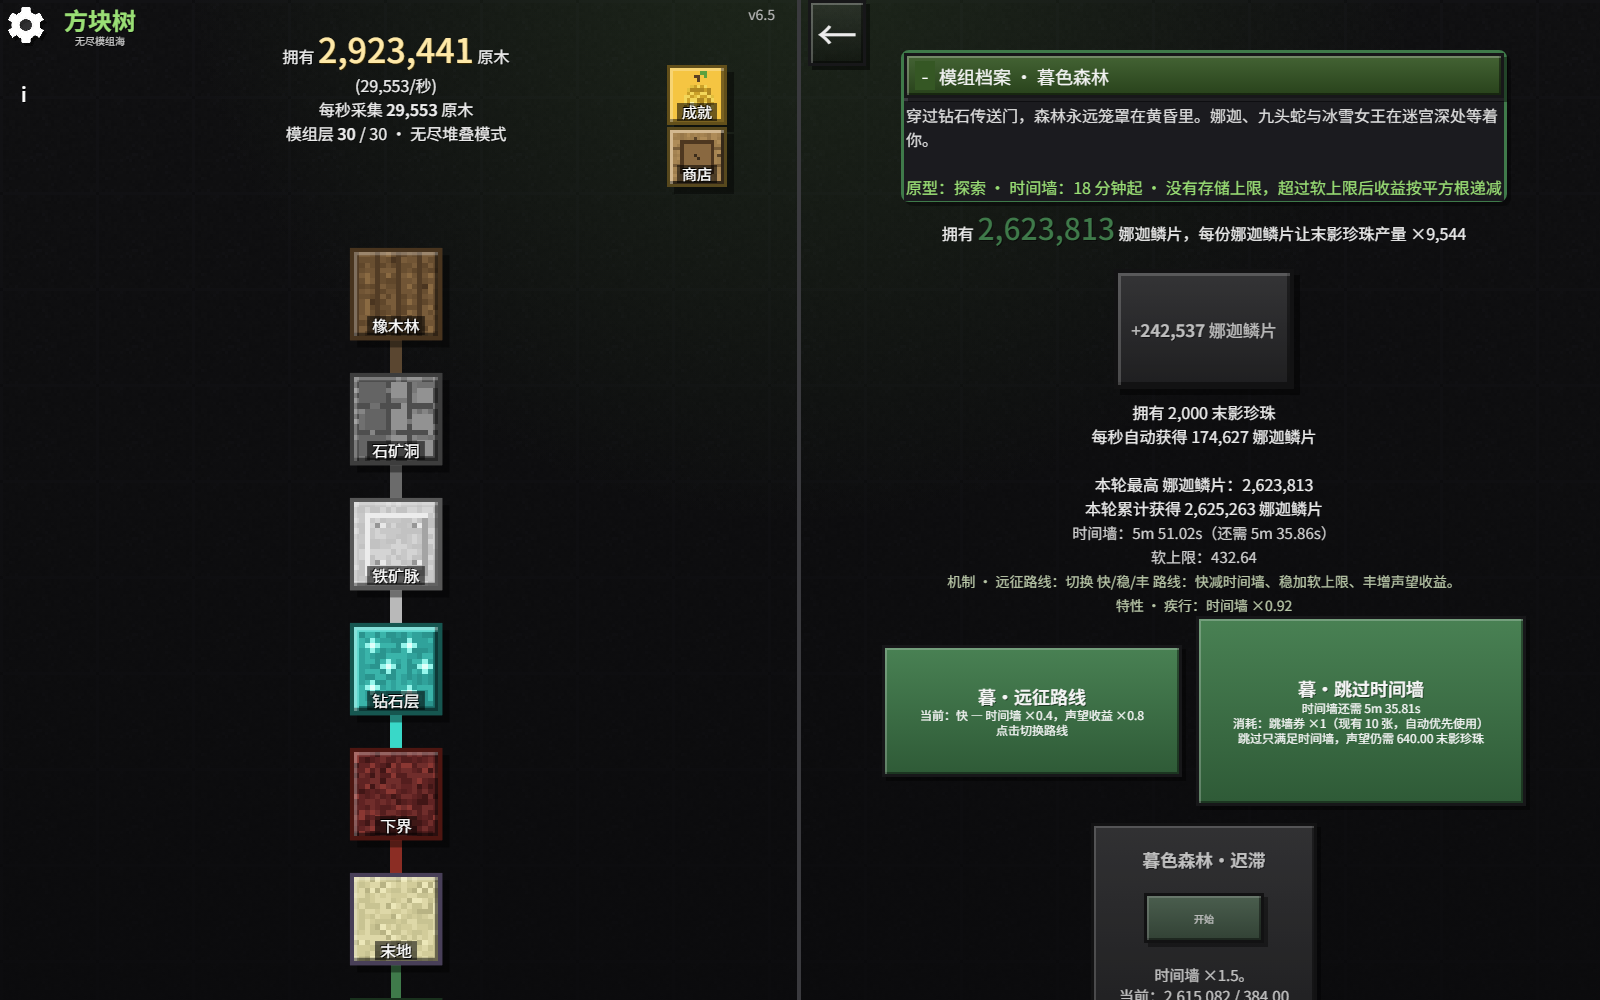 方块树
无尽模组海
i
v6.5
拥有 2,923,441 原木
(29,553/秒)
每秒采集 29,553 原木
模组层 30 / 30 · 无尽堆叠模式
成就
商店
橡木林
石矿洞
铁矿脉
钻石层
下界
末地
←
- 模组档案 · 暮色森林
穿过钻石传送门，森林永远笼罩在黄昏里。娜迦、九头蛇与冰雪女王在迷宫深处等着
你。
原型：探索 · 时间墙：18 分钟起 · 没有存储上限，超过软上限后收益按平方根递减
拥有 2,623,813 娜迦鳞片，每份娜迦鳞片让末影珍珠产量 ×9,544
+242,537 娜迦鳞片
拥有 2,000 末影珍珠
每秒自动获得 174,627 娜迦鳞片
本轮最高 娜迦鳞片：2,623,813
本轮累计获得 2,625,263 娜迦鳞片
时间墙：5m 51.02s（还需 5m 35.86s）
软上限：432.64
机制 · 远征路线：切换 快/稳/丰 路线：快减时间墙、稳加软上限、丰增声望收益。
特性 · 疾行：时间墙 ×0.92
暮·远征路线
当前：快 — 时间墙 ×0.4，声望收益 ×0.8
点击切换路线
暮·跳过时间墙
时间墙还需 5m 35.81s
消耗：跳墙券 ×1（现有 10 张，自动优先使用）
跳过只满足时间墙，声望仍需 640.00 末影珍珠
暮色森林·迟滞
开始
时间墙 ×1.5。
当前：2,615,082 / 384.00